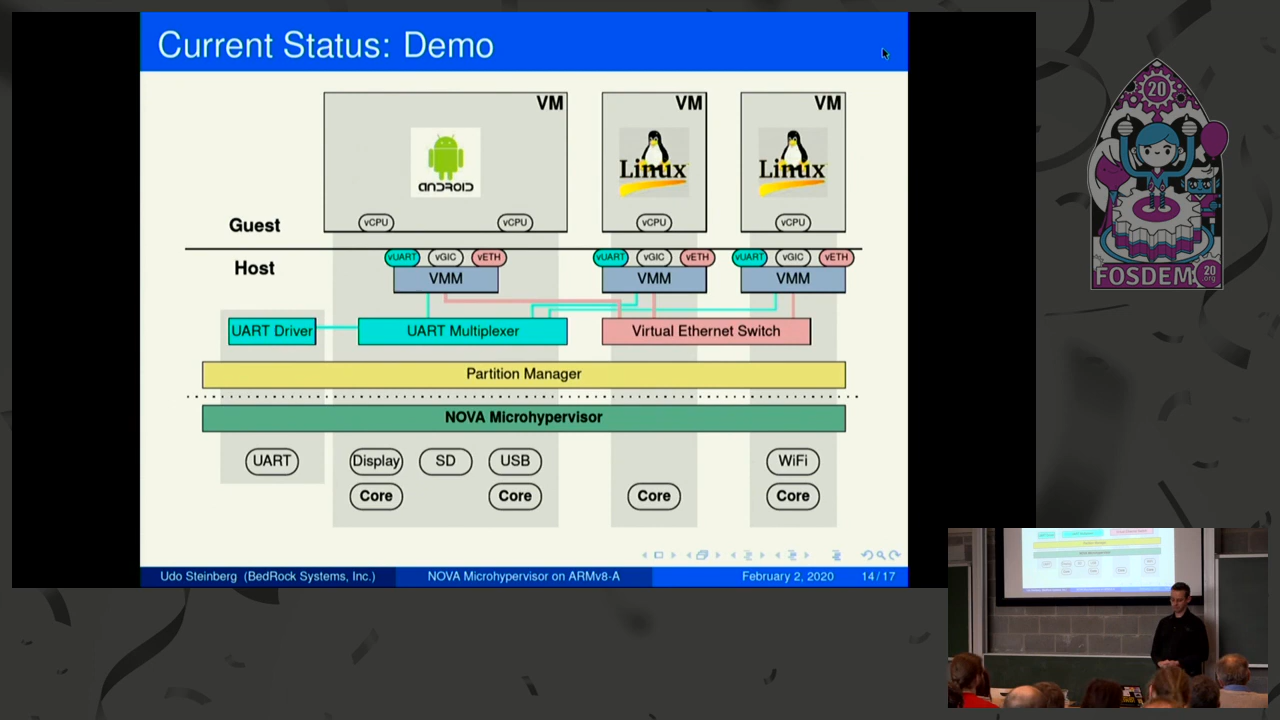 Current Status: Demo
VM
VM
VM
ANDROID
Linux
Linux
vCPU
vCPU
vCPU
vCPU
Guest
Host
vUART
vGIC
vETH
vUART
vGIC
vETH
vUART
vGIC
vETH
VMM
VMM
VMM
UART Driver
UART Multiplexer
Virtual Ethernet Switch
Partition Manager
NOVA Microhypervisor
UART
Display
SD
USB
WiFi
Core
Core
Core
Core
Udo Steinberg (BedRock Systems, Inc.)
NOVA Microhypervisor on ARMv8-A
February 2, 2020
14/17
20
FOSDEM
20
.org